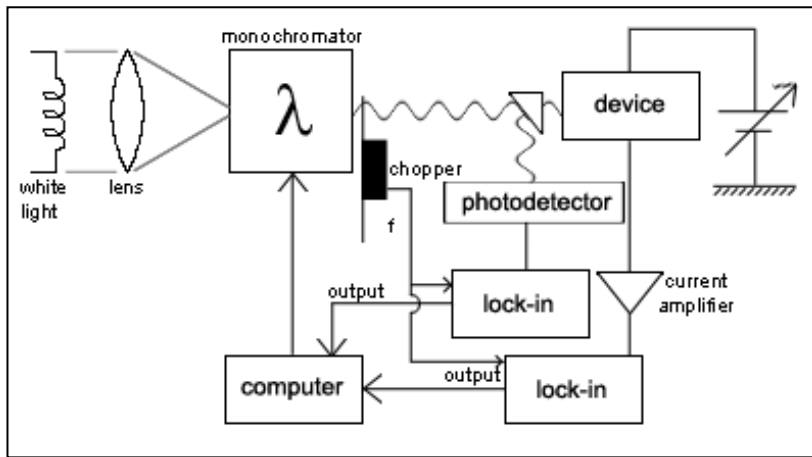 monochromator
λ
white
light
lens
chopper
f
device
photodetector
lock-in
output
current
amplifier
computer
output
lock-in